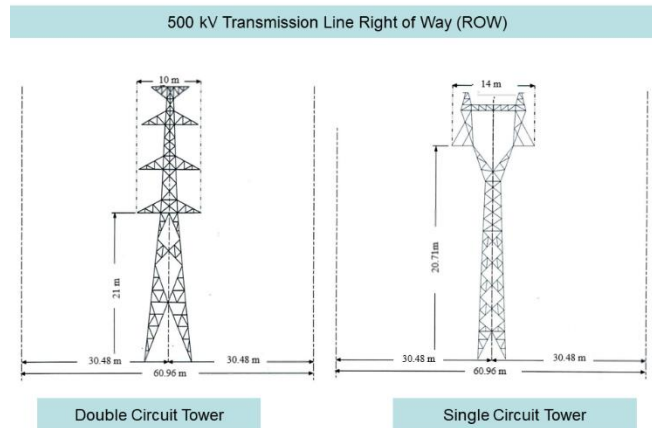 500 kV Transmission Line Right of Way (ROW)
10 m
21 m
30.48 m
30.48 m
60.96 m
Double Circuit Tower
14 m
20.71m
30.48 m
30.48 m
60.96 m
Single Circuit Tower